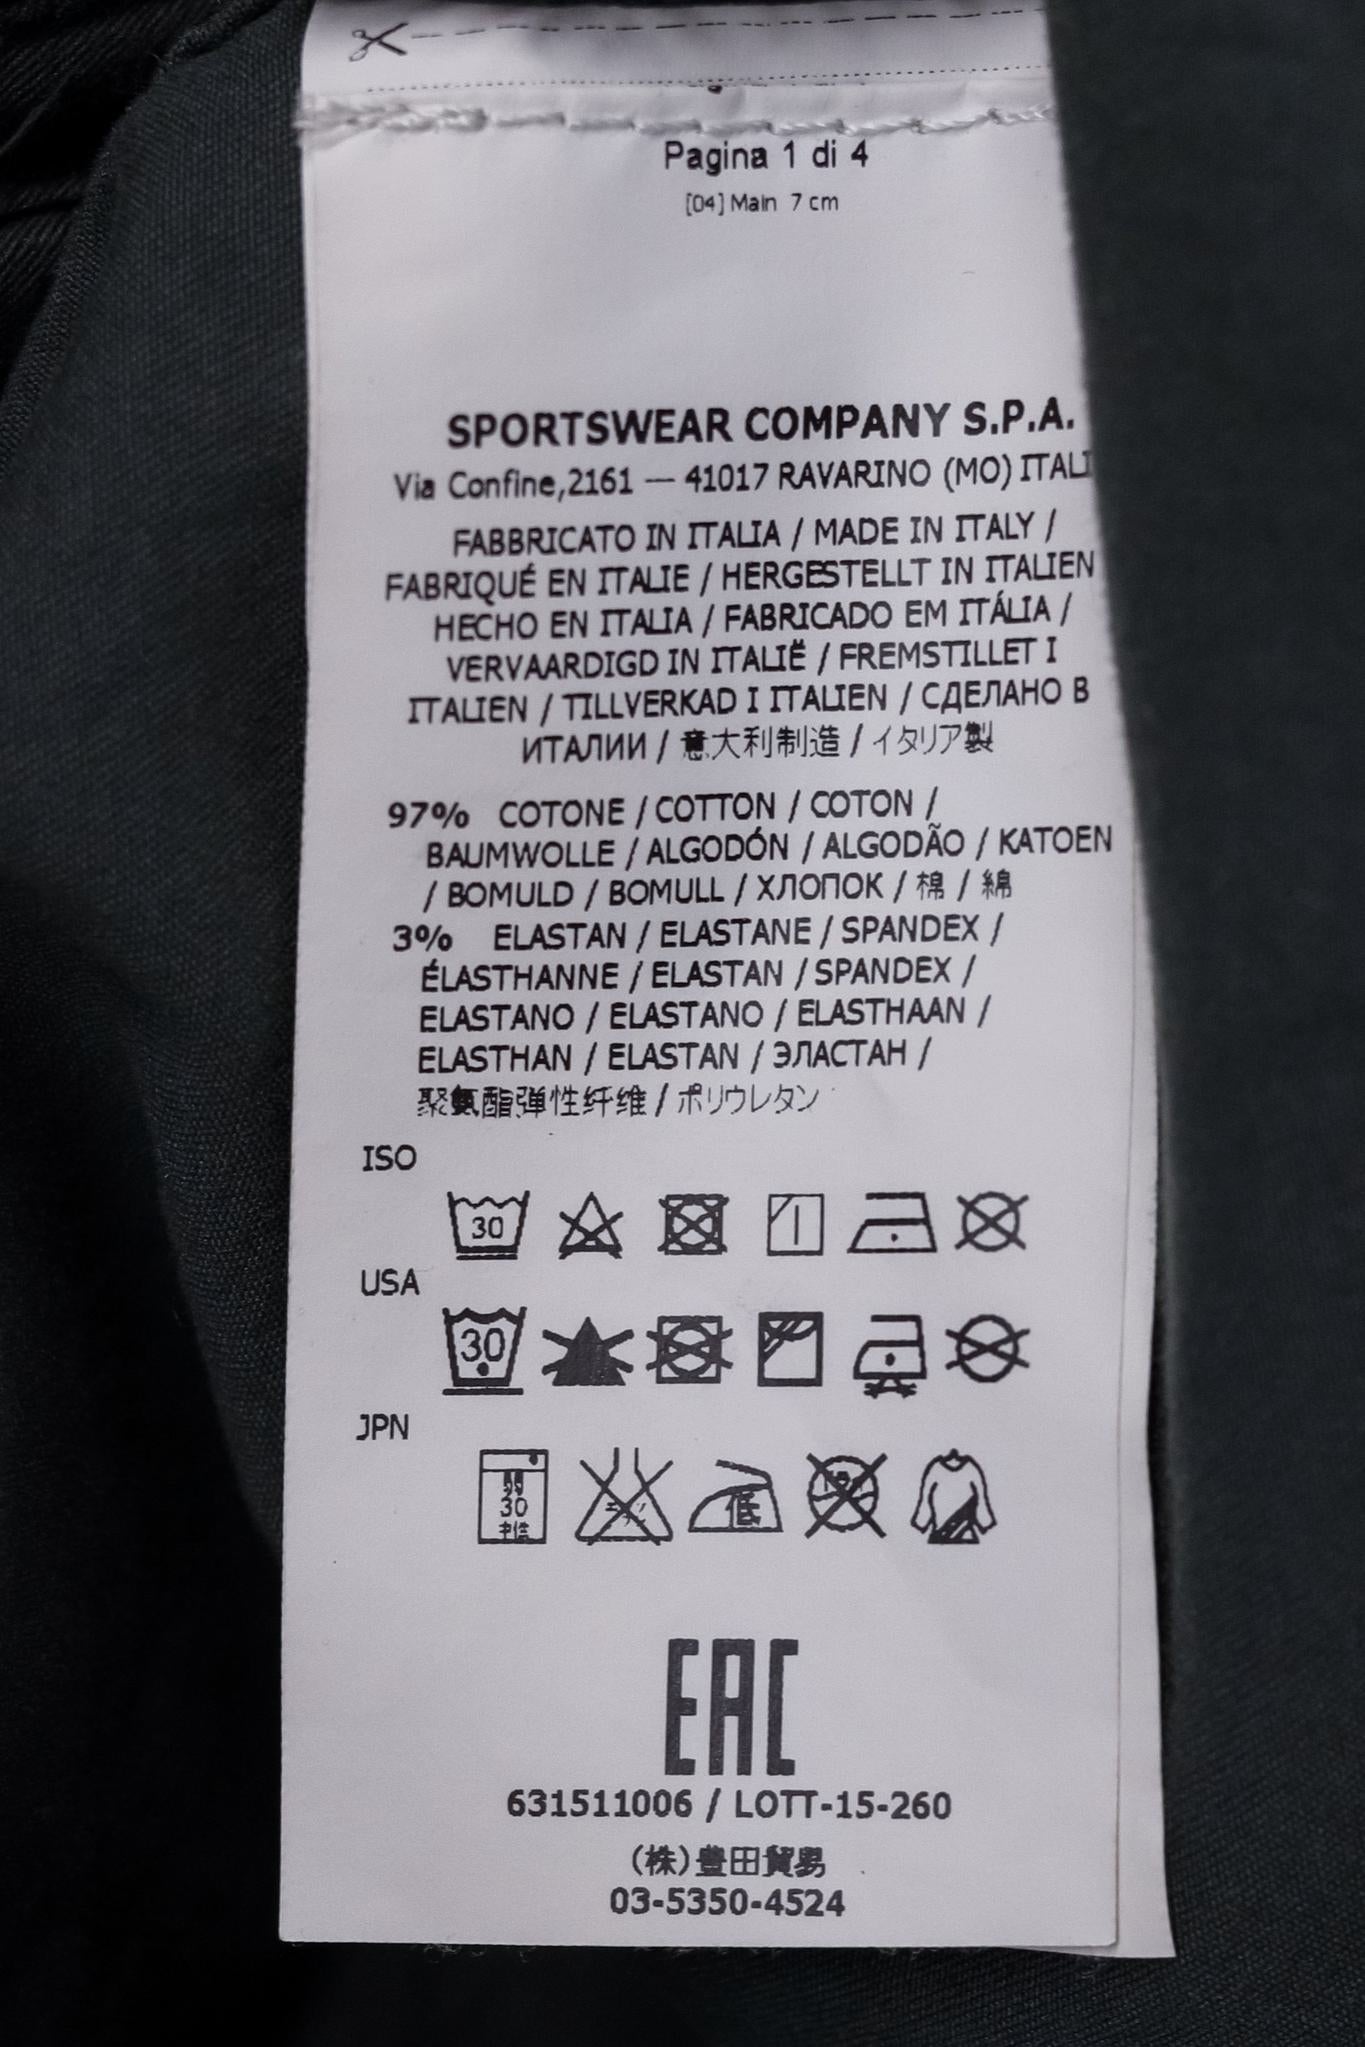 Pagina 1 di 4
[04] Main 7 cm
SPORTSWEAR COMPANY S.P.A.
Via Confine,2161 — 41017 RAVARINO (MO) ITALI
FABBRICATO IN ITALIA / MADE IN ITALY /
FABRIQUÉ EN ITALIE / HERGESTELLT IN ITALIEN
HECHO EN ITALIA / FABRICADO EM ITÁLIA /
VERVAARDIGD IN ITALIË / FREMSTILLET I
ITALIEN / TILLVERKAD I ITALIEN / СДЕЛАНО В
ИТАЛИИ / 意大利制造 / イタリア製
97% COTONE / COTTON / COTON /
BAUMWOLLE / ALGODÓN / ALGODÃO / KATOEN
/ BOMULD / BOMULL / ХЛОПОК / 棉 / 綿
3% ELASTAN / ELASTANE / SPANDEX /
ÉLASTHANNE / ELASTAN / SPANDEX /
ELASTANO / ELASTANO / ELASTHAAN /
ELASTHAN / ELASTAN / ЭЛАСТАН /
聚氨酯弹性纤维 / ポリウレタン
ISO
30
USA
30
JPN
30
低
EAC
631511006 / LOTT-15-260
(株)豊田貿易
03-5350-4524